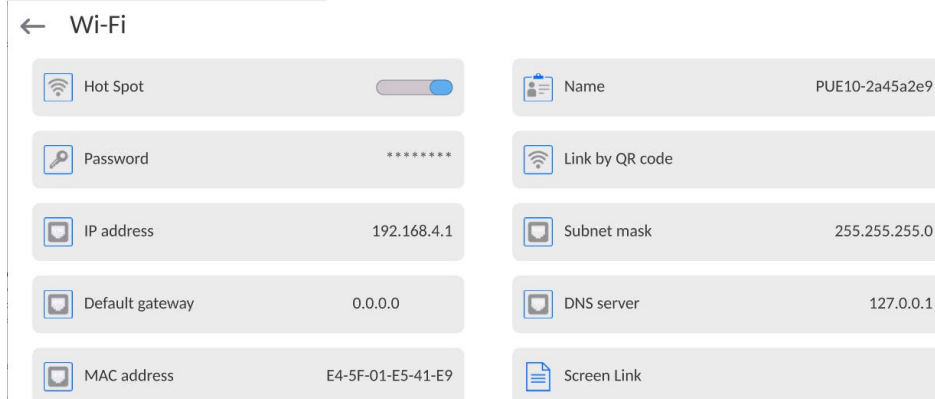 Wi-Fi
Hot Spot
Name PUE10-2a45a2e9
Password ********
Link by QR code
IP address 192.168.4.1
Subnet mask 255.255.255.0
Default gateway 0.0.0.0
DNS server 127.0.0.1
MAC address E4-5F-01-E5-41-E9
Screen Link